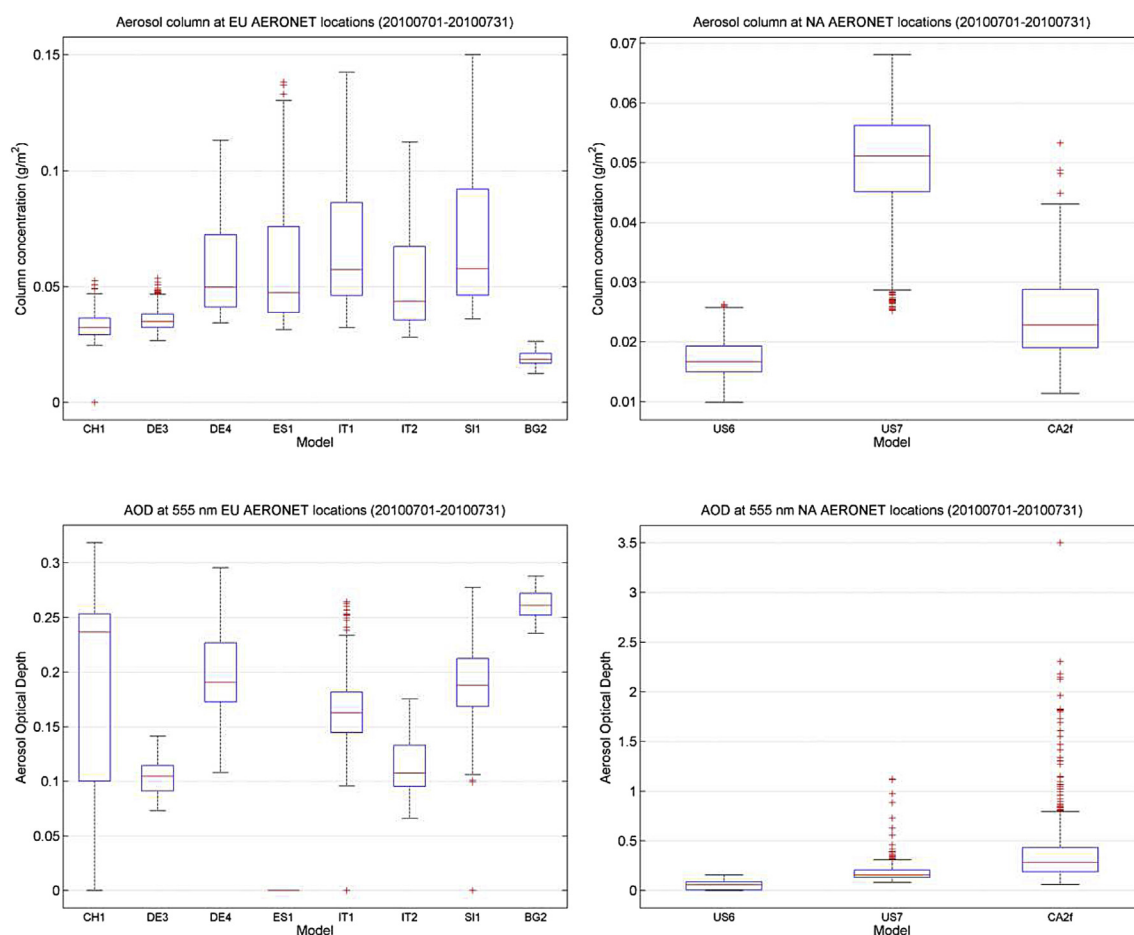 Aerosol column at EU AERONET locations (20100701-20100731)
Column concentration (g/m²)
0.15
0.1
0.05
0
CH1 DE3 DE4 ES1 IT1 IT2 SI1 BG2
Model
Aerosol column at NA AERONET locations (20100701-20100731)
Column concentration (g/m²)
0.07
0.06
0.05
0.04
0.03
0.02
0.01
US6 US7 CA2f
Model
AOD at 555 nm EU AERONET locations (20100701-20100731)
Aerosol Optical Depth
0.3
0.25
0.2
0.15
0.1
0.05
0
CH1 DE3 DE4 ES1 IT1 IT2 SI1 BG2
Model
AOD at 555 nm NA AERONET locations (20100701-20100731)
Aerosol Optical Depth
3.5
3
2.5
2
1.5
1
0.5
0
US6 US7 CA2f
Model